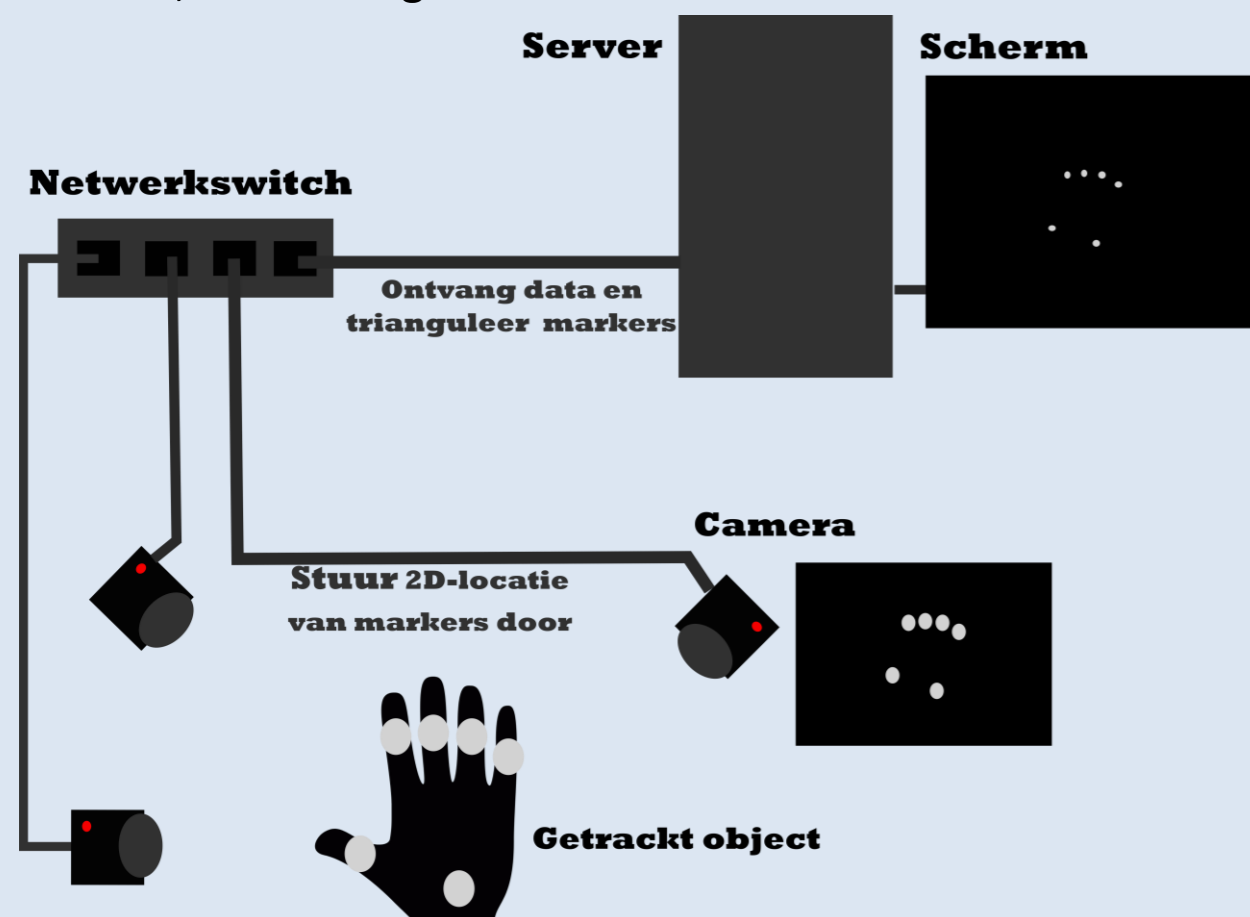 Server
Scherm
Netwerkswitch
Ontvang data en
trianguleer markers
Camera
Stuur 2D-locatie
van markers door
Getrackt object